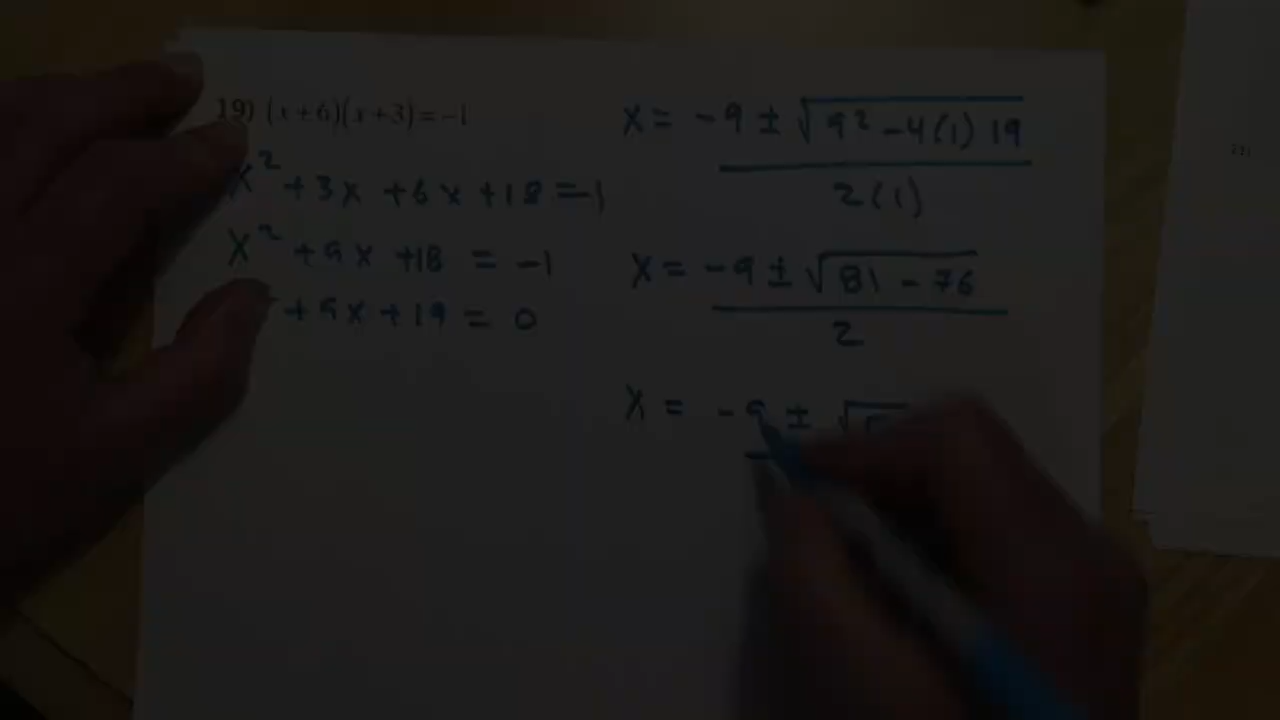 19) (x+6)(x+3)=-1
x² + 3x + 6x + 18 = -1
x² + 9x + 18 = -1
+ 9x + 19 = 0
x = -9 ± √(9² - 4(1) 19)
2(1)
x = -9 ± √(81 - 76)
2
x = -9 ± √